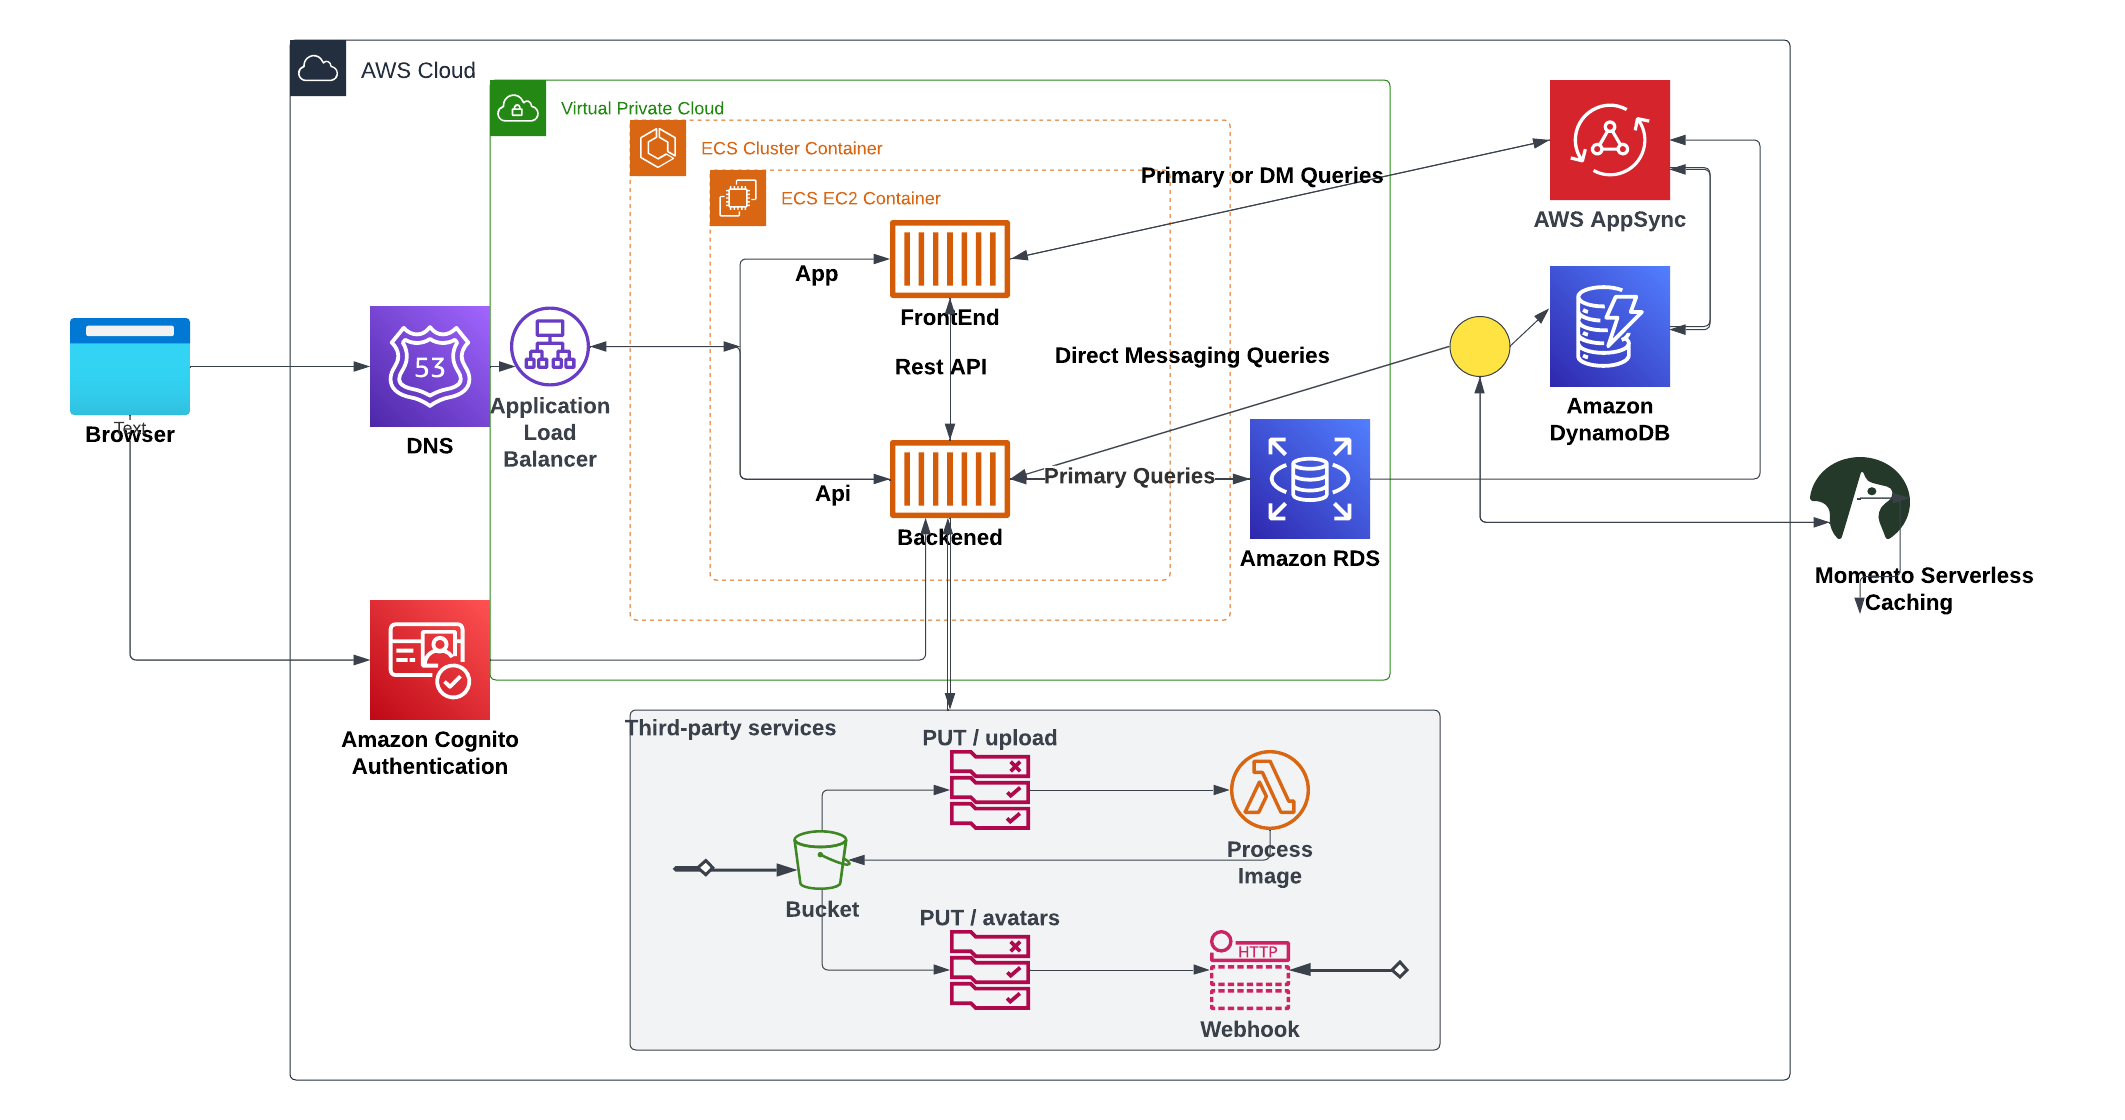 AWS Cloud
Virtual Private Cloud
ECS Cluster Container
ECS EC2 Container
Primary or DM Queries
AWS AppSync
App
FrontEnd
Rest API
Direct Messaging Queries
53
Text
Browser
DNS
Application
Load
Balancer
Amazon
DynamoDB
Api
Primary Queries
Backened
Amazon RDS
Momento Serverless
Caching
Amazon Cognito
Authentication
Third-party services
PUT / upload
Process
Image
Bucket
PUT / avatars
HTTP
Webhook